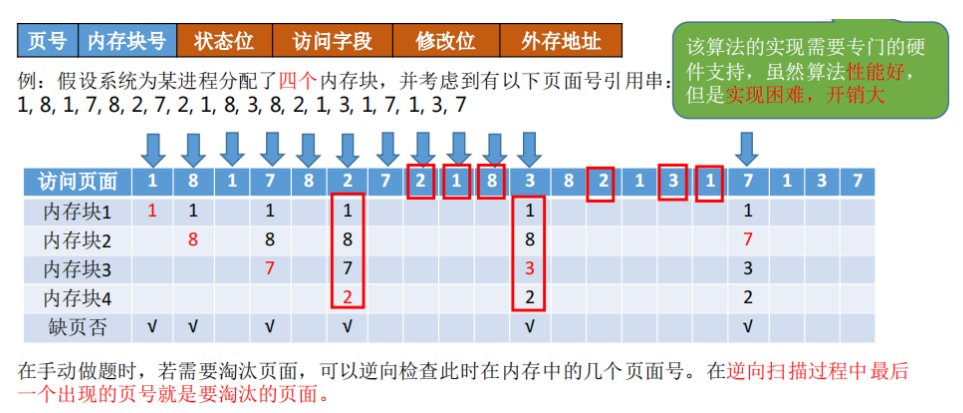 页号 内存块号 状态位 访问字段 修改位 外存地址
该算法的实现需要专门的硬
件支持，虽然算法性能好，
但是实现困难，开销大
例：假设系统为某进程分配了四个内存块，并考虑到有以下页面号引用串：
1, 8, 1, 7, 8, 2, 7, 2, 1, 8, 3, 8, 2, 1, 3, 1, 7, 1, 3, 7
访问页面 1 8 1 7 8 2 7 2 1 8 3 8 2 1 3 1 7 1 3 7
内存块1 1 1 1 1 1 1
内存块2 8 8 8 8 7
内存块3 7 7 3 3
内存块4 2 2 2
缺页否 √ √ √ √ √ √
在手动做题时，若需要淘汰页面，可以逆向检查此时在内存中的几个页面号。在逆向扫描过程中最后
一个出现的页号就是要淘汰的页面。